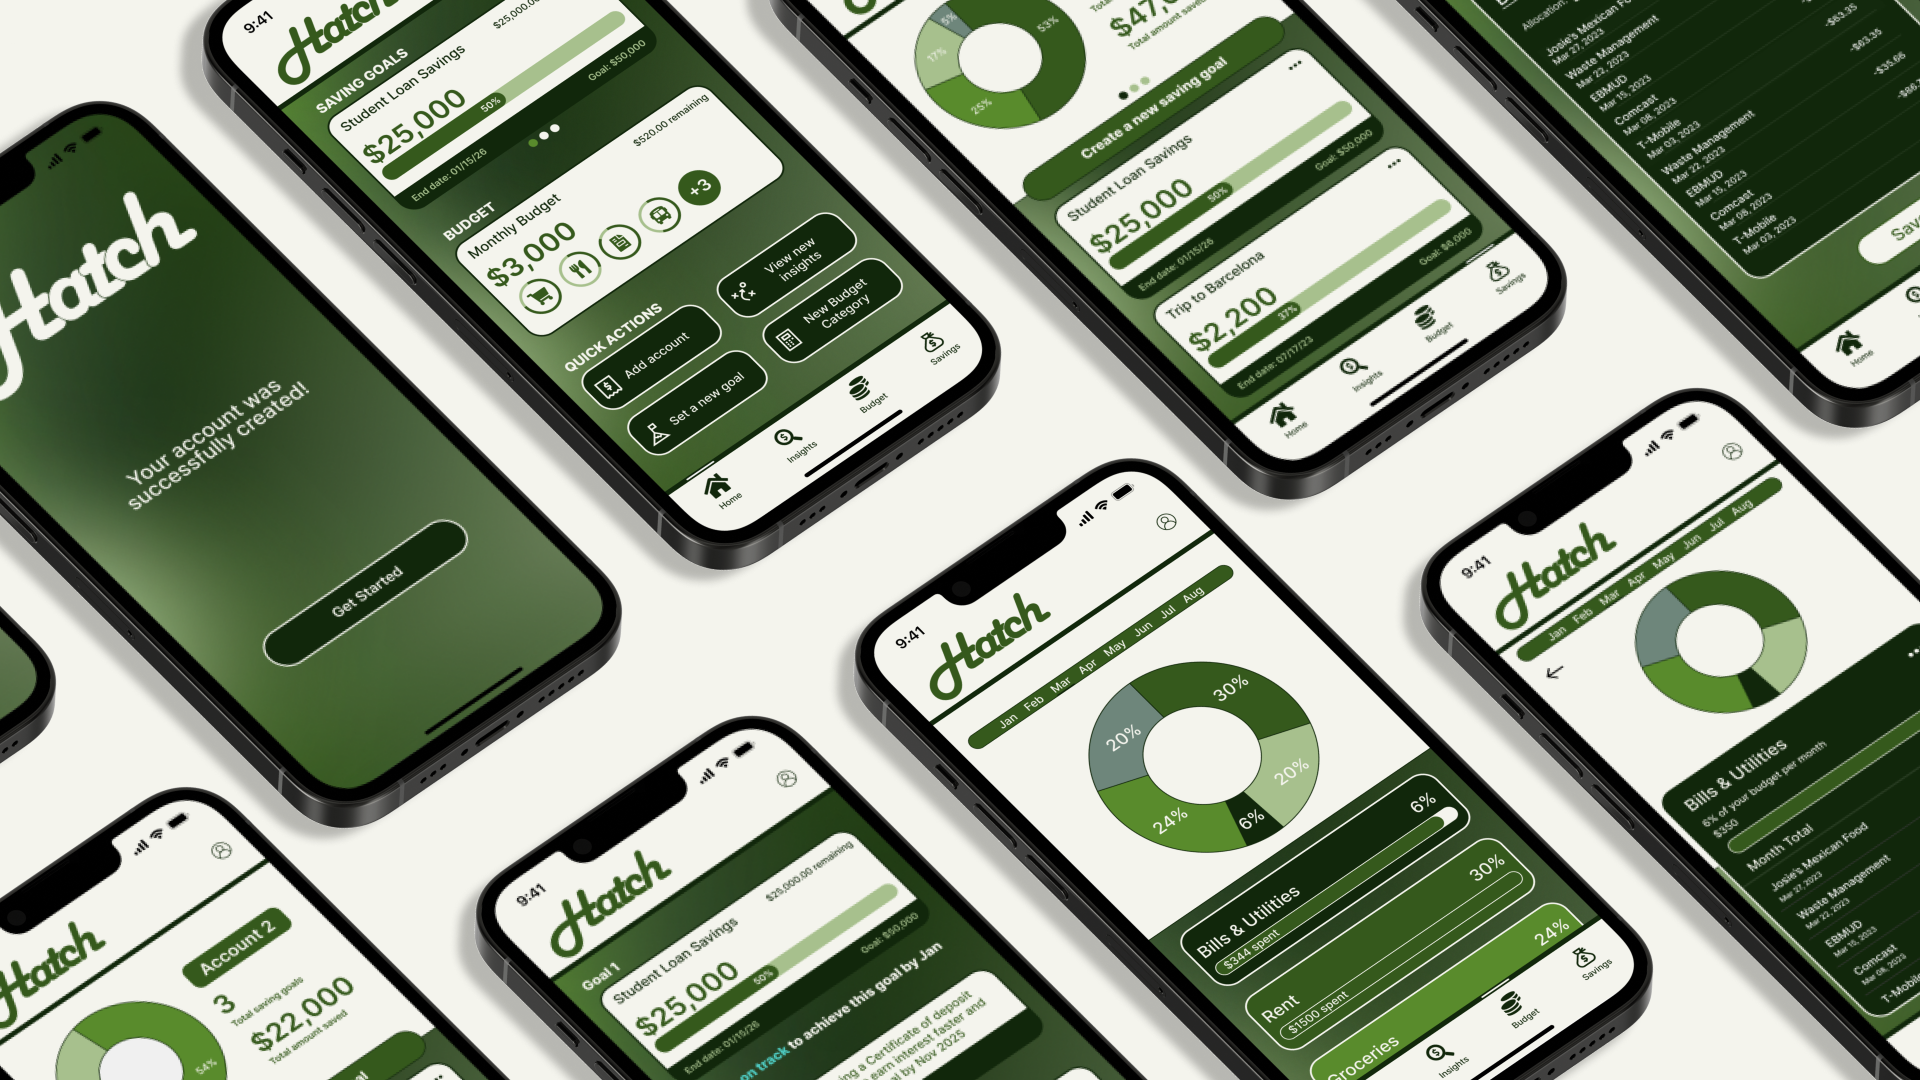 Hatch
Your account was
successfully created!
Get Started
9:41
Hatch
SAVING GOALS
Student Loan Savings
$25,000.00
$25,000
50%
End date: 01/15/26
Goal: $50,000
BUDGET
Monthly Budget
$520.00 remaining
$3,000
+3
QUICK ACTIONS
Add account
View new
Insights
Set a new goal
New Budget
Category
Home
Insights
Budget
Savings
5%
53%
17%
25%
$47,
Total amount saved
Create a new saving goal
Student Loan Savings
$25,000
50%
End date: 01/15/26
Goal: $50,000
Trip to Barcelona
$2,200
37%
End date: 07/17/23
Goal: $6,000
Home
Insights
Budget
Savings
Allocation:
Josie's Mexican Food
Mar 27, 2023
Waste Management
Mar 22, 2023
-$63.35
EBMUD
Mar 15, 2023
-$63.35
Comcast
Mar 08, 2023
-$35.66
T-Mobile
Mar 03, 2023
Waste Management
Mar 22, 2023
EBMUD
Mar 15, 2023
Comcast
Mar 08, 2023
T-Mobile
Mar 03, 2023
Home
Hatch
Account 2
3
Total saving goals
$22,000
Total amount saved
54%
9:41
Hatch
Goal 1
Student Loan Savings
$25,000.00 remaining
$25,000
50%
End date: 01/15/26
Goal: $50,000
on track to achieve this goal by Jan
a Certificate of deposit
earn interest faster and
by Nov 2025
9:41
Hatch
Jan Feb Mar Apr May Jun Jul Aug
30%
20%
20%
24%
6%
Bills & Utilities
6%
$344 spent
Rent
30%
$1500 spent
Groceries
24%
Insights
Budget
Savings
9:41
Hatch
Jan Feb Mar Apr May Jun Jul Aug
Bills & Utilities
6% of your budget per month
$350
Month Total
Josie's Mexican Food
Mar 27, 2023
Waste Management
Mar 22, 2023
EBMUD
Mar 15, 2023
Comcast
Mar 08, 2023
T-Mobile